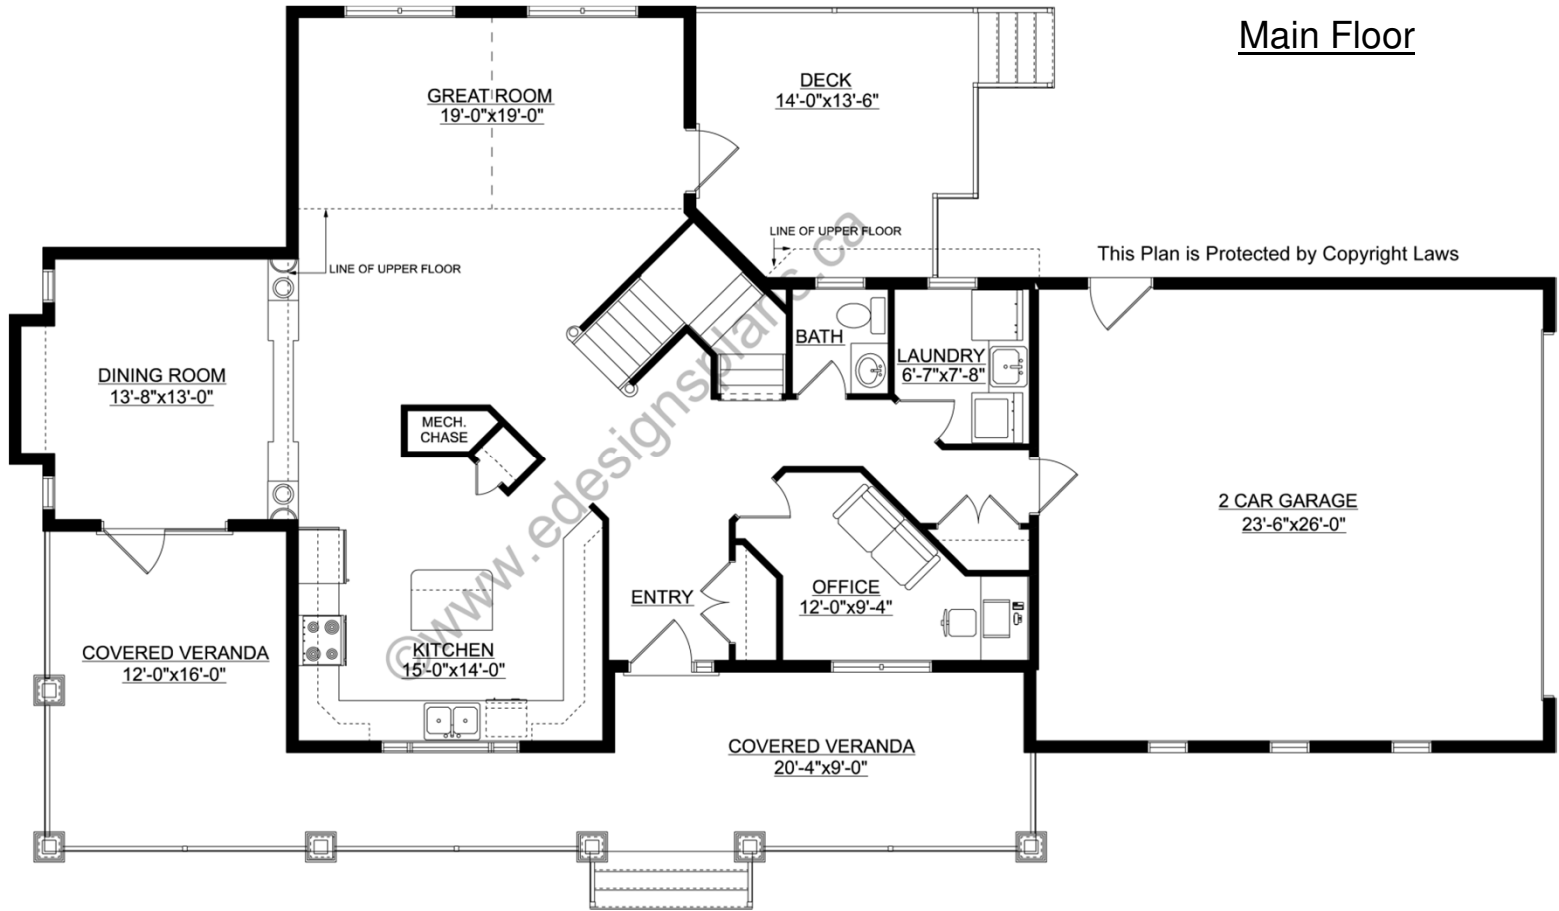 Main Floor
GREAT ROOM
19'-0"x19'-0"
DECK
14'-0"x13'-6"
LINE OF UPPER FLOOR
LINE OF UPPER FLOOR
This Plan is Protected by Copyright Laws
DINING ROOM
13'-8"x13'-0"
BATH
LAUNDRY
6'-7"x7'-8"
MECH.
CHASE
2 CAR GARAGE
23'-6"x26'-0"
OFFICE
12'-0"x9'-4"
ENTRY
KITCHEN
15'-0"x14'-0"
COVERED VERANDA
12'-0"x16'-0"
COVERED VERANDA
20'-4"x9'-0"
©www.edesignsplans.ca